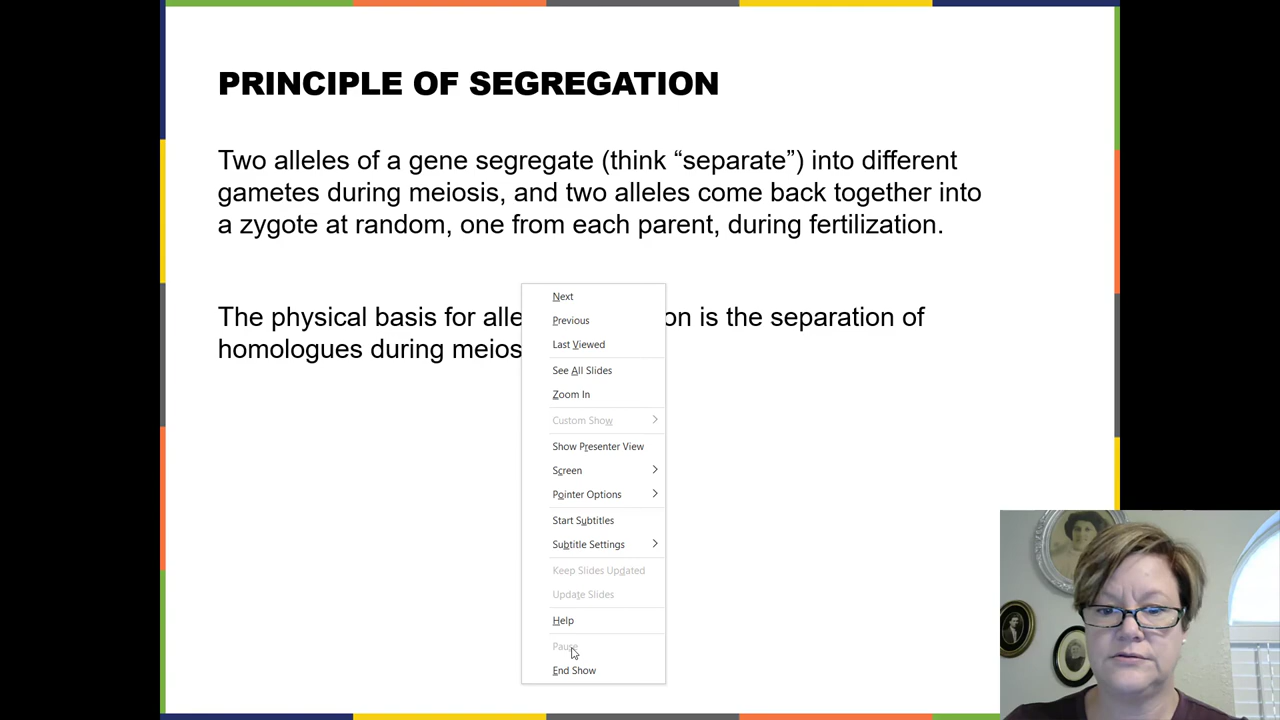 PRINCIPLE OF SEGREGATION
Two alleles of a gene segregate (think “separate”) into different
gametes during meiosis, and two alleles come back together into
a zygote at random, one from each parent, during fertilization.
The physical basis for alle on is the separation of
homologues during meios
Next
Previous
Last Viewed
See All Slides
Zoom In
Custom Show
Show Presenter View
Screen
Pointer Options
Start Subtitles
Subtitle Settings
Keep Slides Updated
Update Slides
Help
Pause
End Show